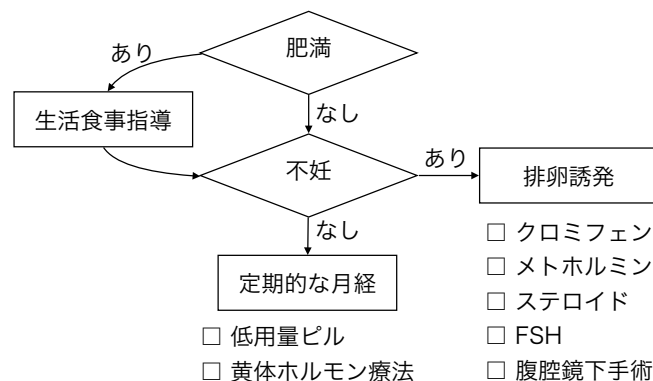 肥満
あり
なし
生活食事指導
不妊
あり
排卵誘発
なし
定期的な月経
□ 低用量ピル
□ 黄体ホルモン療法
□ クロミフェン
□ メトホルミン
□ ステロイド
□ FSH
□ 腹腔鏡下手術